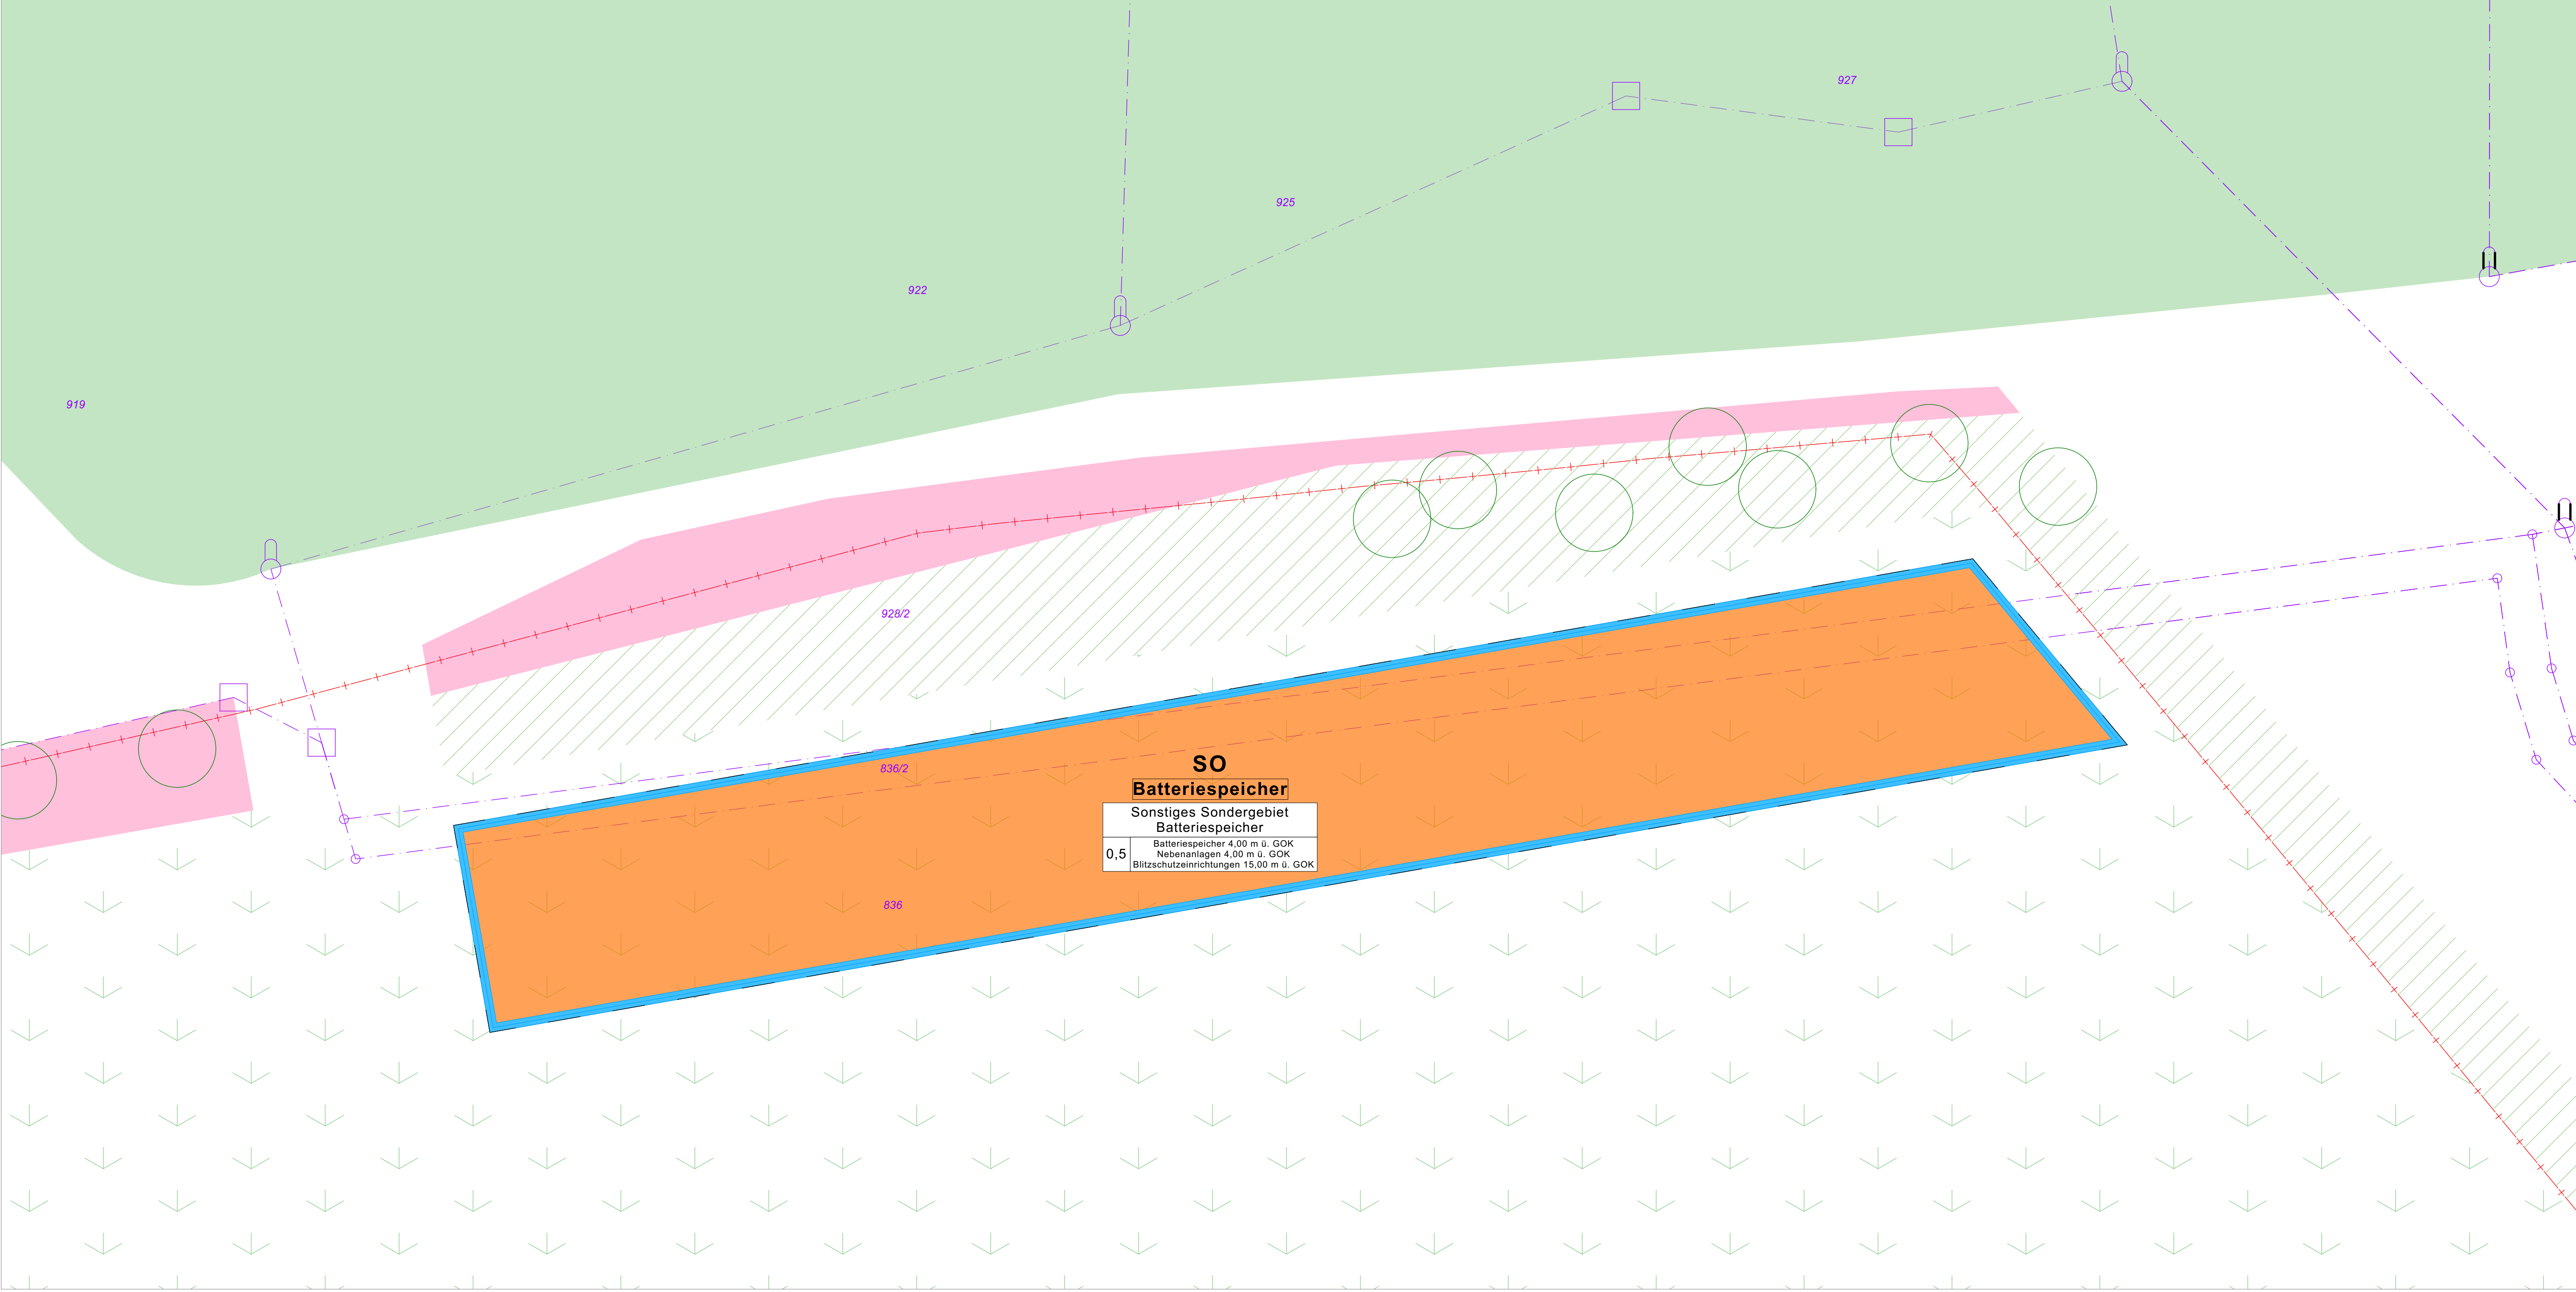 927
925
922
919
928/2
SO
836/2
Batteriespeicher
Sonstiges Sondergebiet
Batteriespeicher
0,5
Batteriespeicher 4,00 m ü. GOK
Nebenanlagen 4,00 m ü. GOK
Blitzschutzeinrichtungen 15,00 m ü. GOK
836